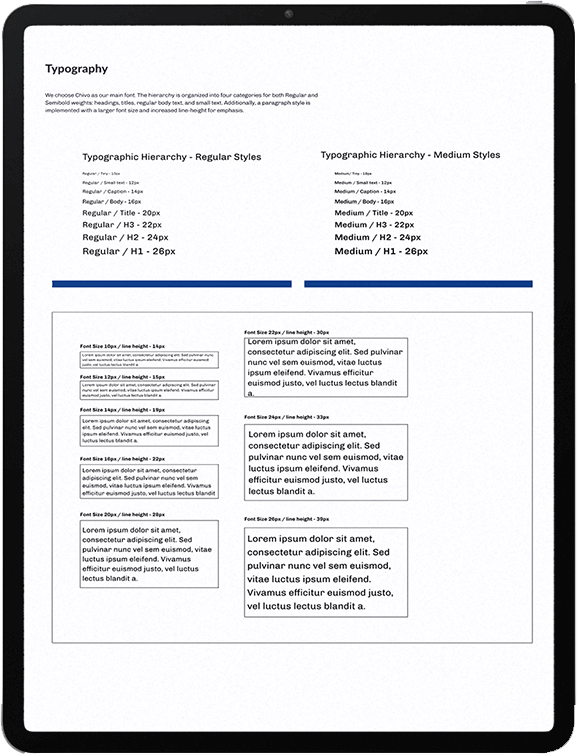 Typography
We choose Chivo as our main font. The hierarchy is organized into four categories for both Regular and
Semibold weights: headings, titles, regular body text, and small text. Additionally, a paragraph style is
implemented with a larger font size and increased line-height for emphasis.
Typographic Hierarchy - Regular Styles
Regular / Tiny - 10px
Regular / Small text - 12px
Regular / Caption - 14px
Regular / Body - 16px
Regular / Title - 20px
Regular / H3 - 22px
Regular / H2 - 24px
Regular / H1 - 26px
Typographic Hierarchy - Medium Styles
Medium/ Tiny - 10px
Medium / Small text - 12px
Medium / Caption - 14px
Medium / Body - 16px
Medium / Title - 20px
Medium / H3 - 22px
Medium / H2 - 24px
Medium / H1 - 26px
Font Size 10px / line height - 14px
Lorem ipsum dolor sit amet, consectetur adipiscing elit. Sed pulvinar nunc
vel sem euismod, vitae luctus ipsum eleifend. Vivamus efficitur euismod
justo, vel luctus blandit a.
Font Size 12px / line height - 15px
Lorem ipsum dolor sit amet, consectetur adipiscing elit. Sed pulvinar
nunc vel sem euismod, vitae luctus ipsum eleifend. Vivamus efficitur
euismod justo, vel luctus blandit a.
Font Size 14px / line height - 19px
Lorem ipsum dolor sit amet, consectetur adipiscing elit. Sed
pulvinar nunc vel sem euismod, vitae luctus ipsum
eleifend. Vivamus efficitur euismod justo, vel
luctus blandit a.
Font Size 16px / line height - 22px
Lorem ipsum dolor sit amet, consectetur
adipiscing elit. Sed pulvinar nunc vel sem
euismod, vitae luctus ipsum eleifend. Vivamus
efficitur euismod justo, vel luctus blandit
Font Size 20px / line height - 28px
Lorem ipsum dolor sit amet,
consectetur adipiscing elit. Sed
pulvinar nunc vel sem euismod, vitae
luctus ipsum eleifend. Vivamus
efficitur euismod justo, vel luctus
lectus blandit a.
Font Size 22px / line height - 30px
Lorem ipsum dolor sit amet,
consectetur adipiscing elit. Sed pulvinar
nunc vel sem euismod, vitae luctus
ipsum eleifend. Vivamus efficitur
euismod justo, vel luctus lectus blandit
a.
Font Size 24px / line height - 33px
Lorem ipsum dolor sit amet,
consectetur adipiscing elit. Sed
pulvinar nunc vel sem euismod, vitae
luctus ipsum eleifend. Vivamus
efficitur euismod justo, vel luctus
lectus blandit a.
Font Size 26px / line height - 39px
Lorem ipsum dolor sit amet,
consectetur adipiscing elit. Sed
pulvinar nunc vel sem euismod,
vitae luctus ipsum eleifend.
Vivamus efficitur euismod justo,
vel luctus lectus blandit a.